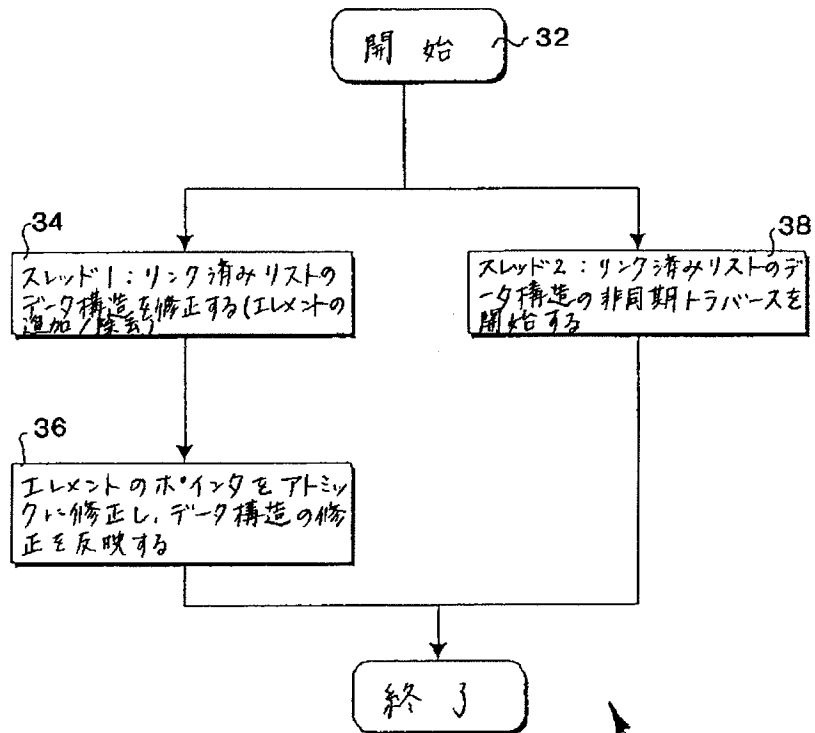 開始
32
34
スレッド1:リンク済みリストの
データ構造を修正する(エレメントの
追加/除去)
38
スレッド2:リンク済みリストのデ
ータ構造の非同期トラバースを
開始する
36
エレメントのポインタをアトミッ
クに修正し、データ構造の修
正を反映する
終了